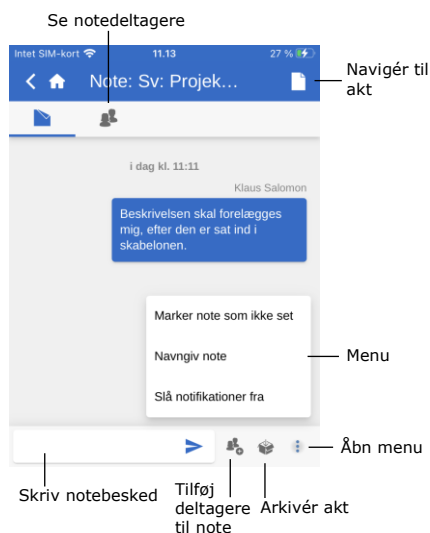 Se notedeltagere
Intet SIM-kort 11.13 27 %
Note: Sv: Projek...
Navigér til
akt
i dag kl. 11:11
Klaus Salomon
Beskrivelsen skal forelægges
mig, efter den er sat ind i
skabelonen.
Marker note som ikke set
Navngiv note
Menu
Slå notifikationer fra
Åbn menu
Skriv notebesked
Tilføj
deltagere
til note
Arkivér akt